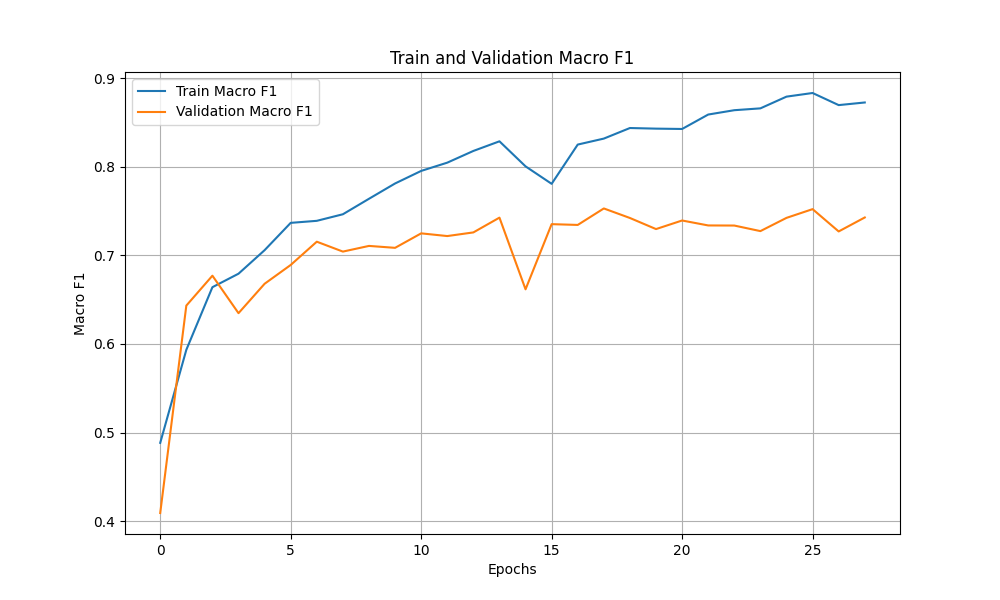 Train and Validation Macro F1
Train Macro F1
Validation Macro F1
Macro F1
0.9
0.8
0.7
0.6
0.5
0.4
0 5 10 15 20 25
Epochs